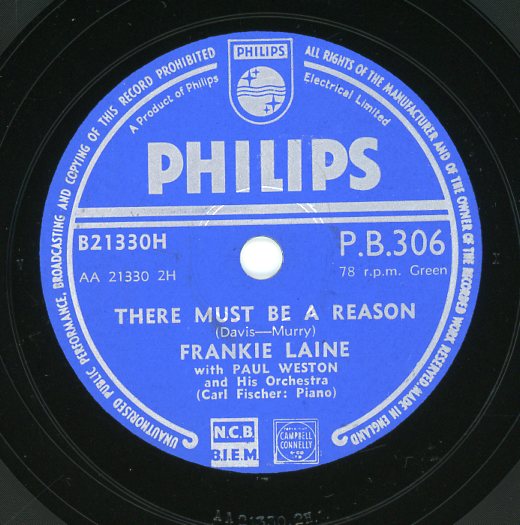 UNAUTHORISED PUBLIC PERFORMANCE, BROADCASTING AND COPYING OF THIS RECORD PROHIBITED
ALL RIGHTS OF THE MANUFACTURER AND OF THE OWNER OF THE RECORDED WORK RESERVED. MADE IN ENGLAND
PHILIPS
A Product of Philips Electrical Limited
PHILIPS
B21330H
P.B.306
AA 21330 2H
78 r.p.m. Green
THERE MUST BE A REASON
(Davis—Murry)
FRANKIE LAINE
with PAUL WESTON
and His Orchestra
(Carl Fischer: Piano)
N.C.B
B.I.E.M
CAMPBELL
CONNELLY
AA 21330 2H